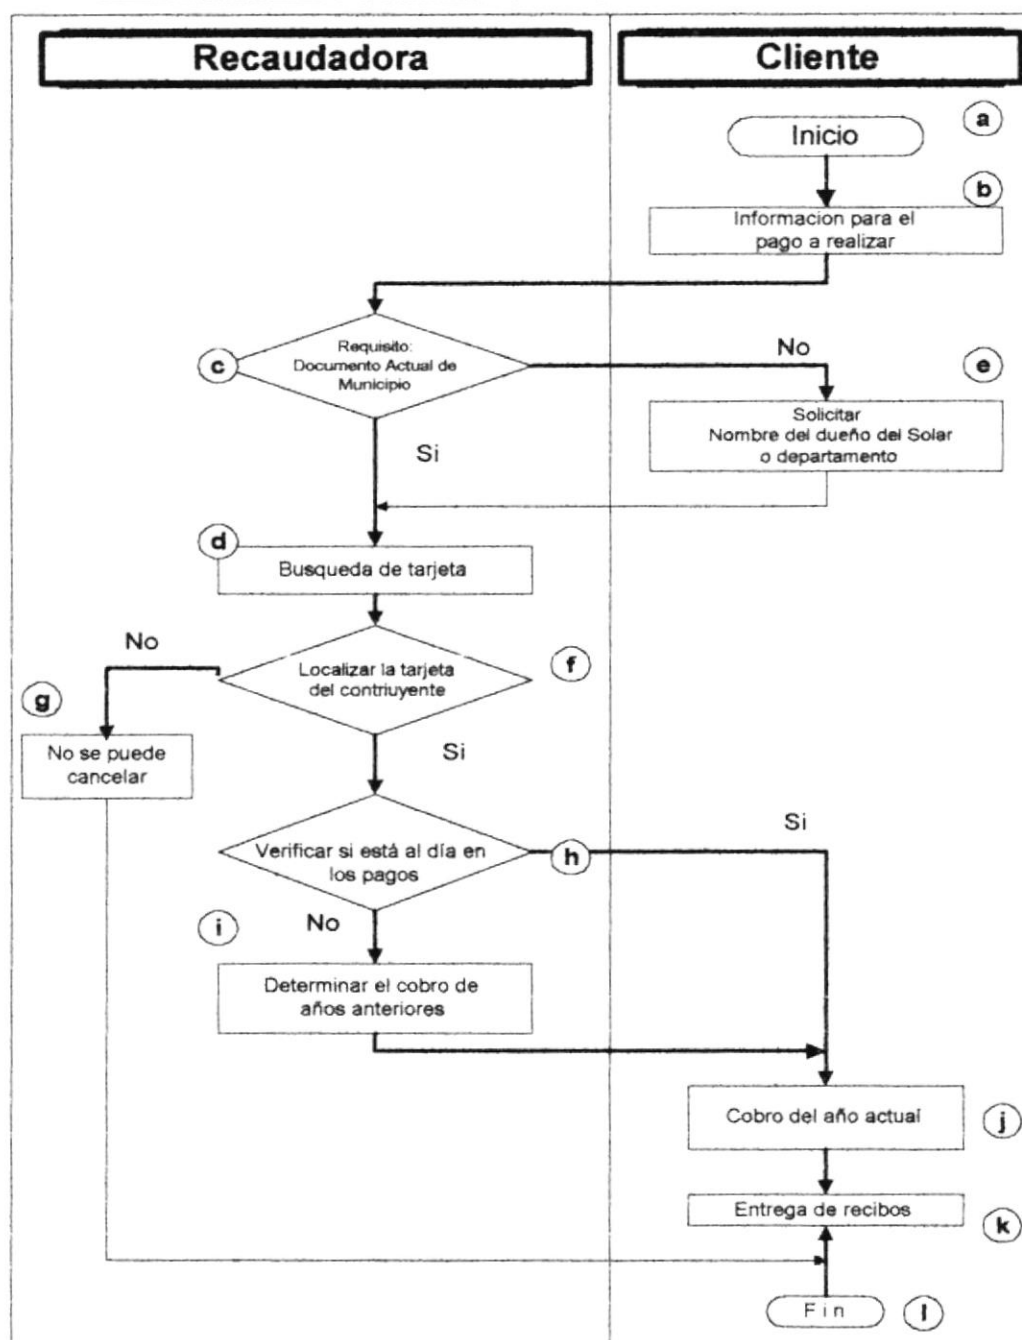 Recaudadora
Cliente
a
Inicio
b
Informacion para el
pago a realizar
c
Requisito:
Documento Actual de
Municipio
No
e
Solicitar
Nombre del dueño del Solar
o departamento
Si
d
Busqueda de tarjeta
No
f
Localizar la tarjeta
del contriuyente
g
No se puede
cancelar
Si
Si
h
Verificar si está al día en
los pagos
i
No
Determinar el cobro de
años anteriores
Cobro del año actual
j
Entrega de recibos
k
Fin
l